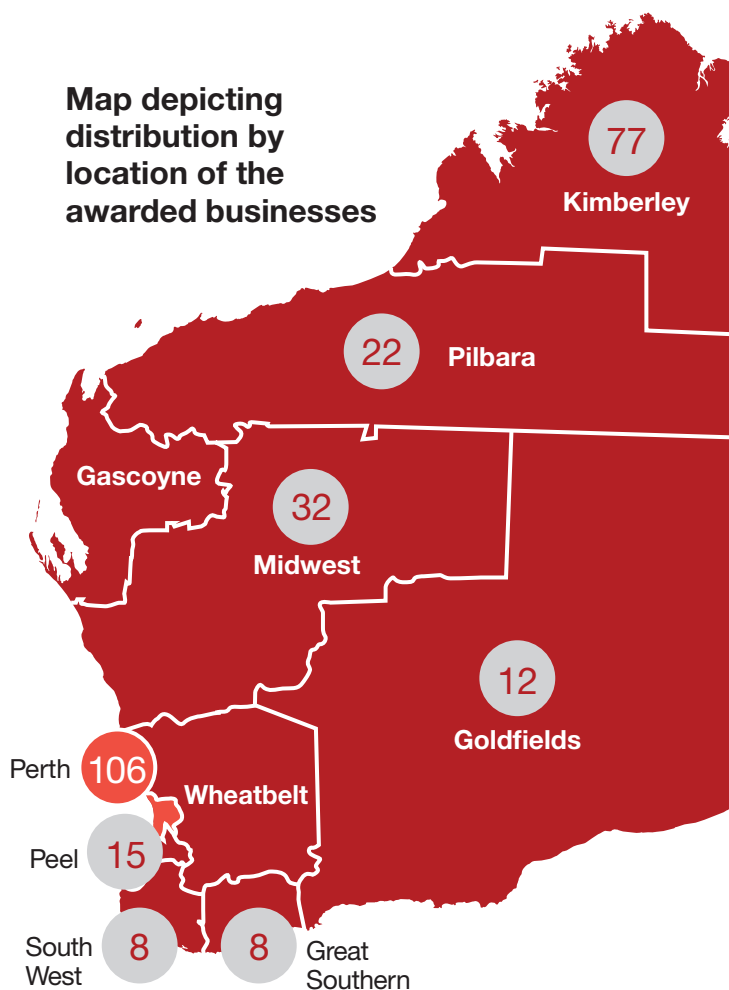 Map depicting
distribution by
location of the
awarded businesses
77
Kimberley
22
Pilbara
Gascoyne
32
Midwest
12
Goldfields
Perth
106
Wheatbelt
Peel
15
South
West
8
8
Great
Southern